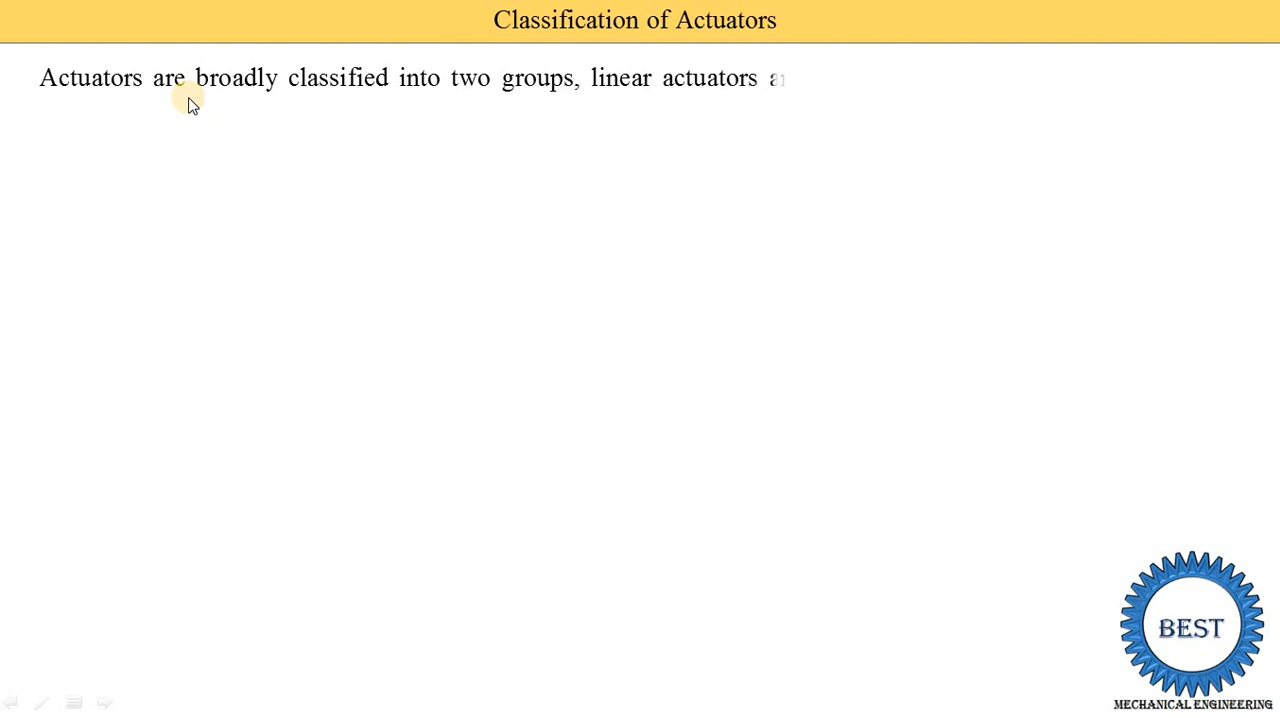 Classification of Actuators
Actuators are broadly classified into two groups, linear actuators
BEST
MECHANICAL ENGINEERING